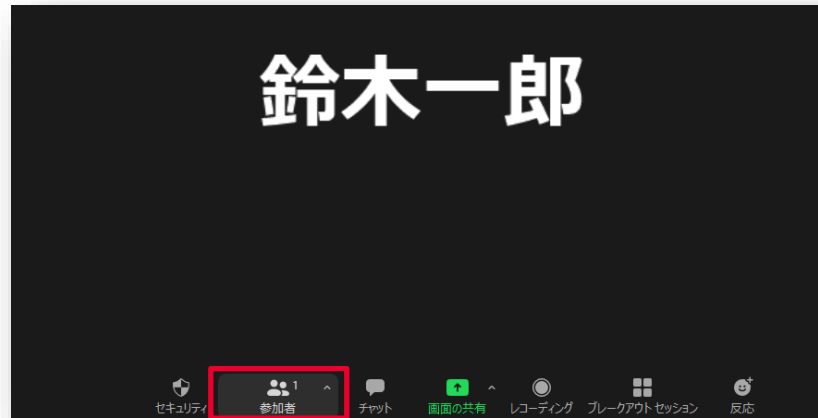 鈴木一郎
1
セキュリティ 参加者 チャット 画面の共有 レコーディング ブレークアウト セッション 反応